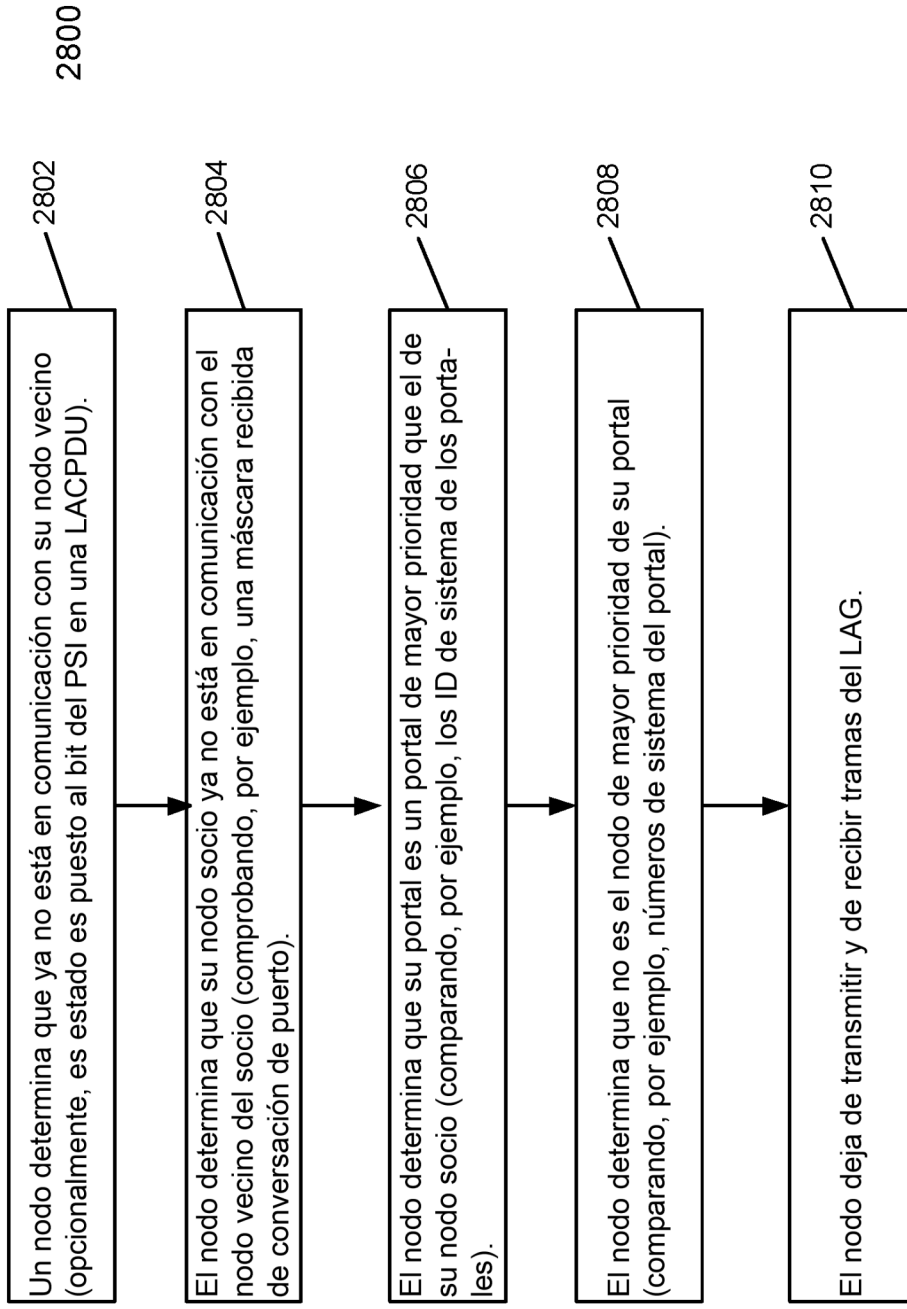 2800
2802
Un nodo determina que ya no está en comunicación con su nodo vecino
(opcionalmente, es estado es puesto al bit del PSI en una LACPDU).
2804
El nodo determina que su nodo socio ya no está en comunicación con el
nodo vecino del socio (comprobando, por ejemplo, una máscara recibida
de conversación de puerto).
2806
El nodo determina que su portal es un portal de mayor prioridad que el de
su nodo socio (comparando, por ejemplo, los ID de sistema de los porta-
les).
2808
El nodo determina que no es el nodo de mayor prioridad de su portal
(comparando, por ejemplo, números de sistema del portal).
2810
El nodo deja de transmitir y de recibir tramas del LAG.